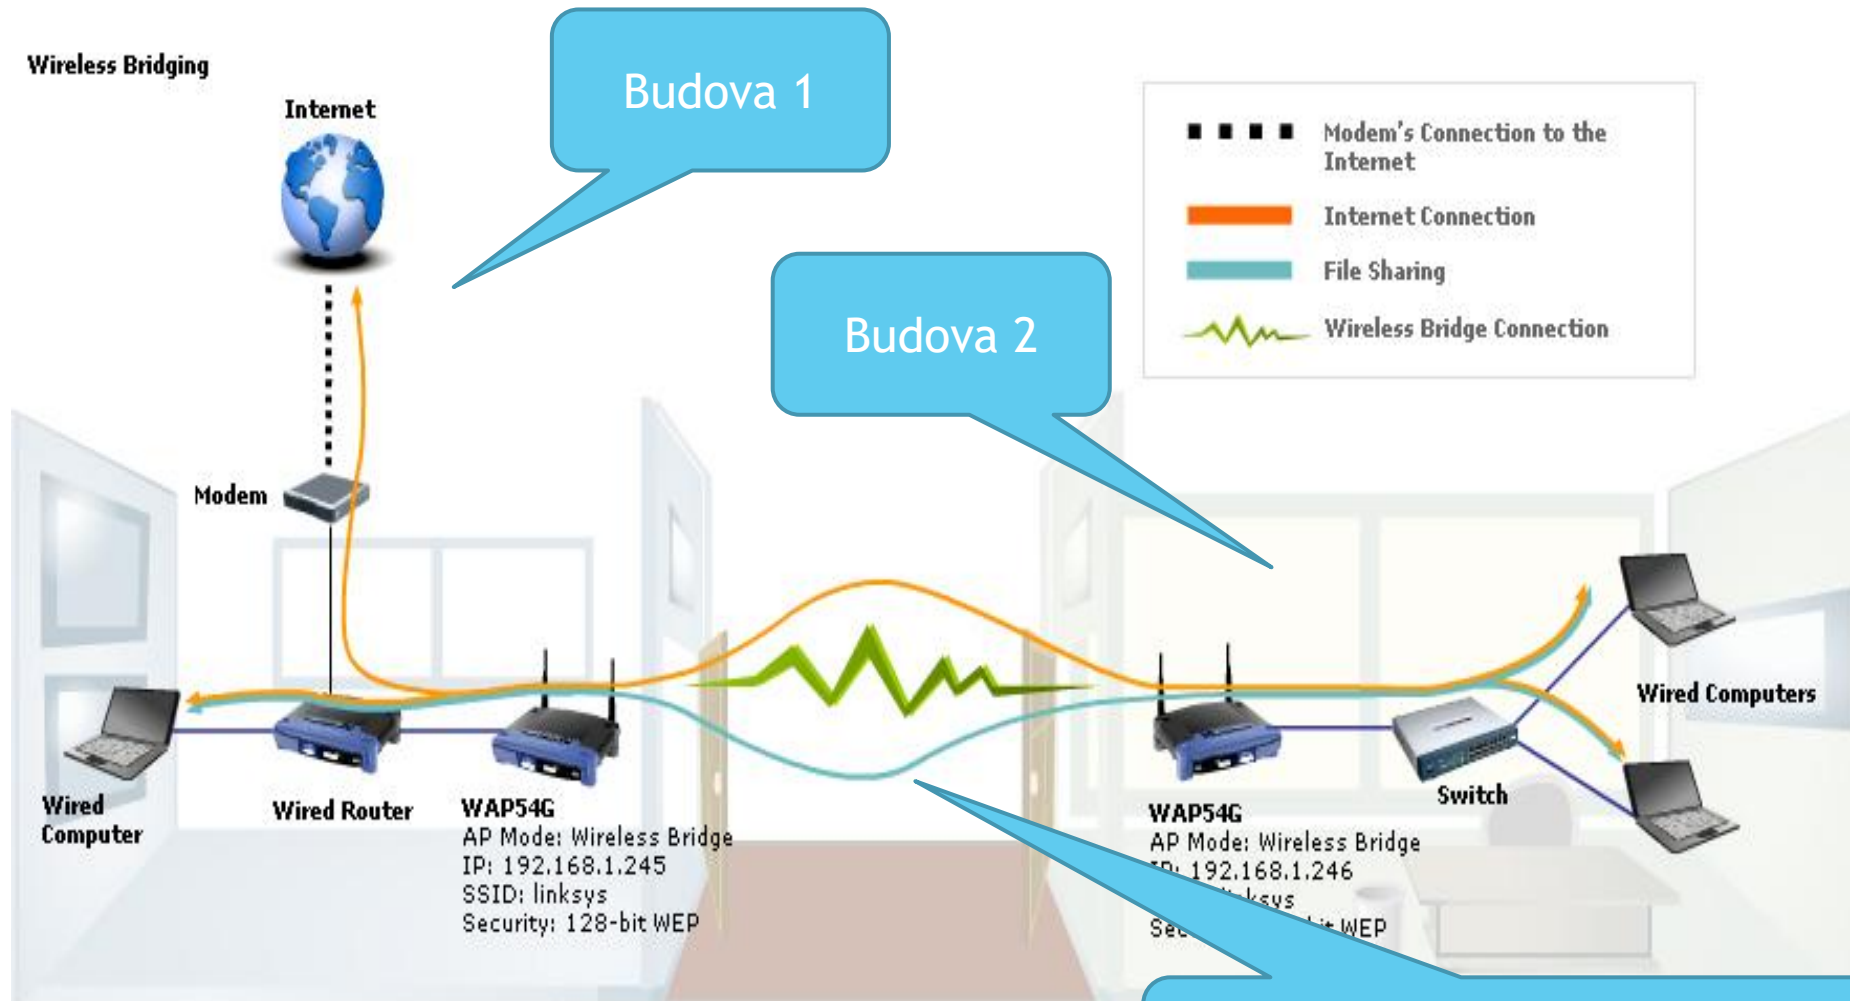 Wireless Bridging
Internet
Budova 1
Modem's Connection to the
Internet
Internet Connection
File Sharing
Wireless Bridge Connection
Budova 2
Modem
Wired
Computer
Wired Router
WAP54G
AP Mode: Wireless Bridge
IP: 192.168.1.245
SSID: linksys
Security: 128-bit WEP
WAP54G
AP Mode: Wireless Bridge
192.168.1.246
WEP
Switch
Wired Computers